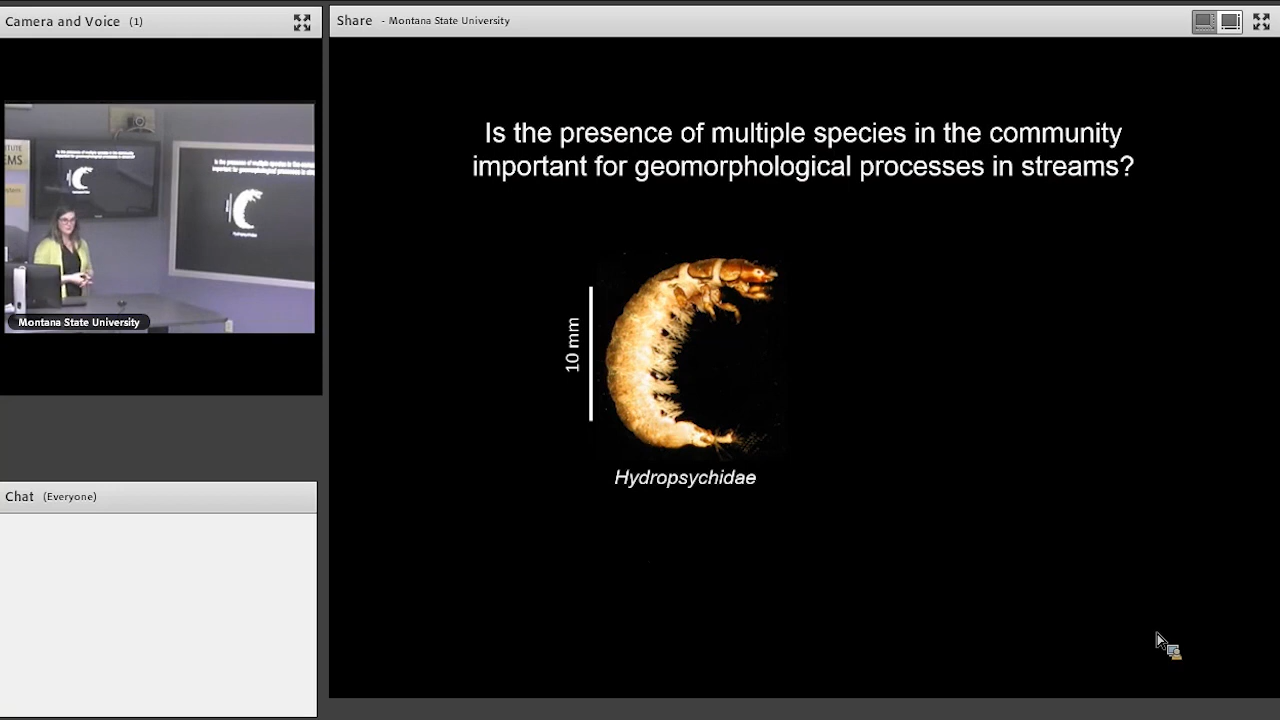 Camera and Voice (1)
Share - Montana State University
Is the presence of multiple species in the community
important for geomorphological processes in streams?
10 mm
Hydropsychidae
Montana State University
Chat (Everyone)